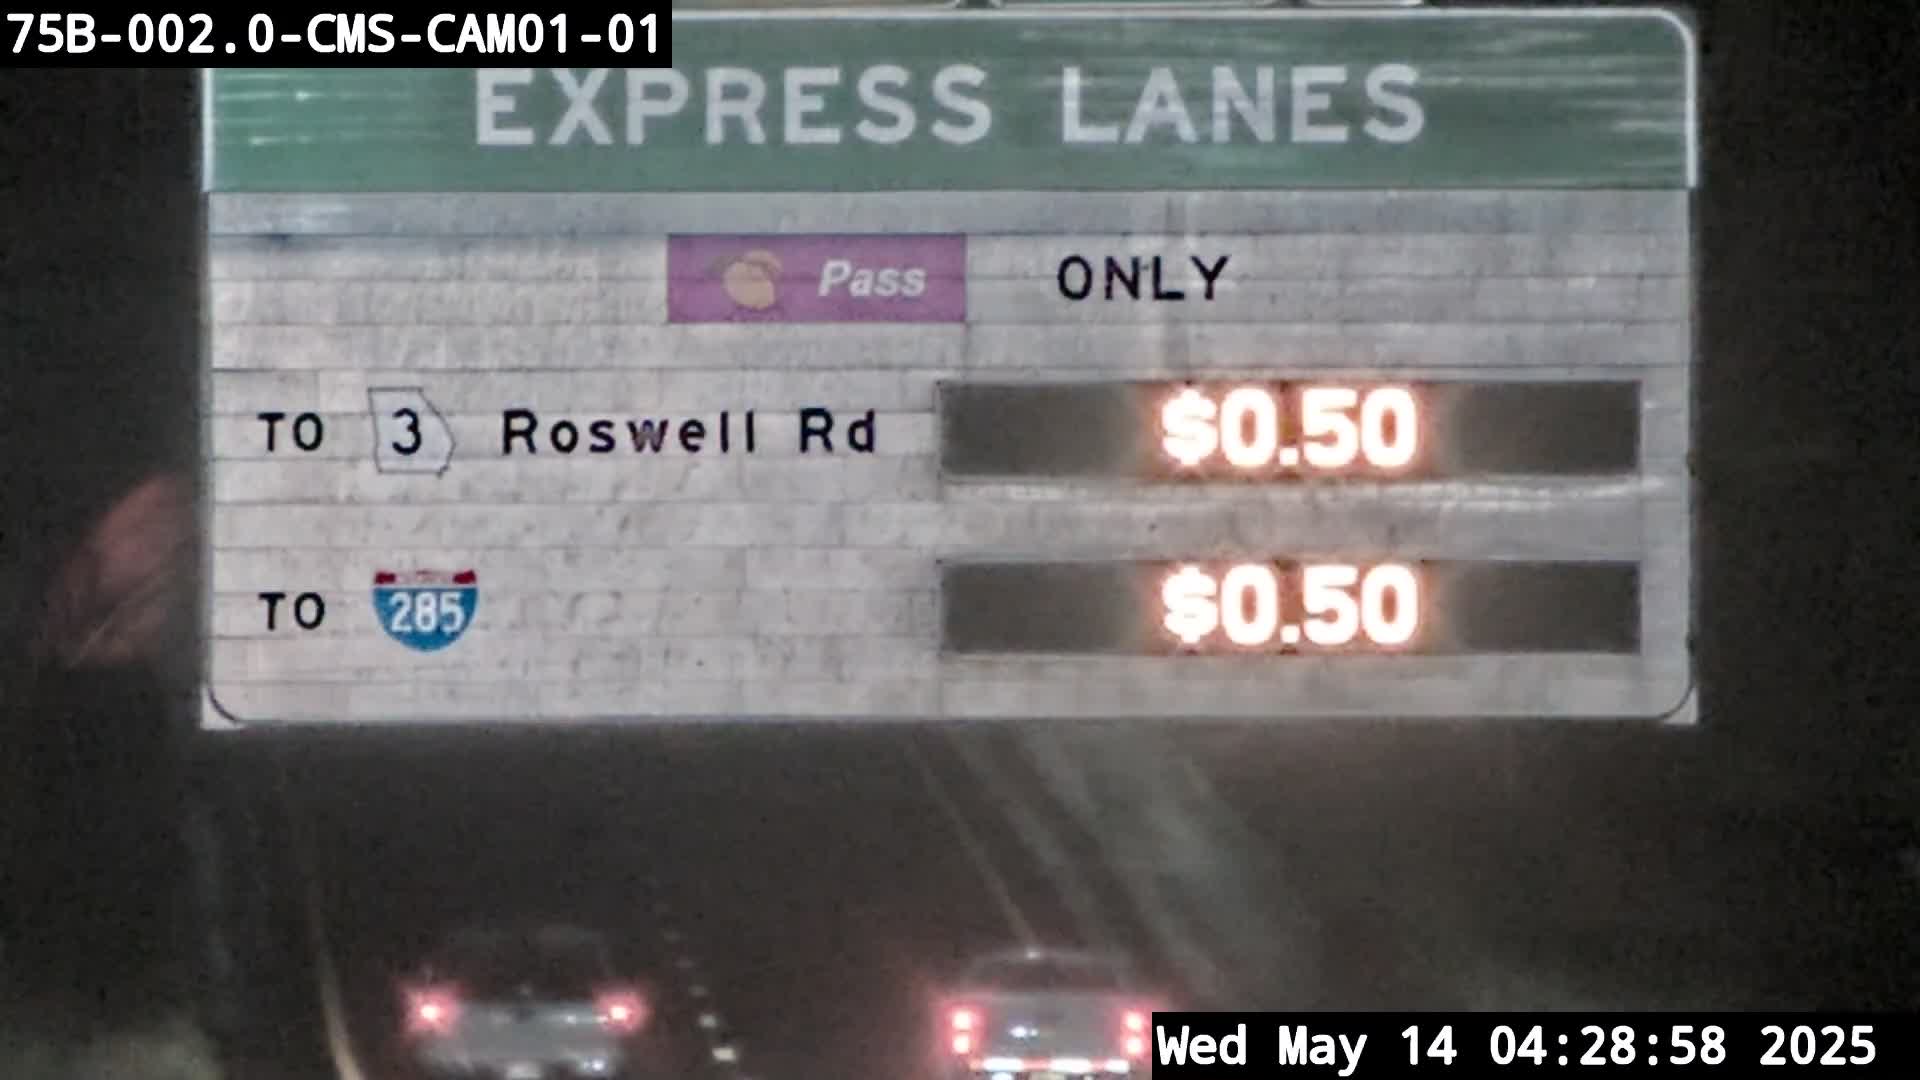 75B-002.0-CMS-CAM01-01
EXPRESS LANES
Pass ONLY
TO 3 Roswell Rd $0.50
TO 285 $0.50
Wed May 14 04:28:58 2025